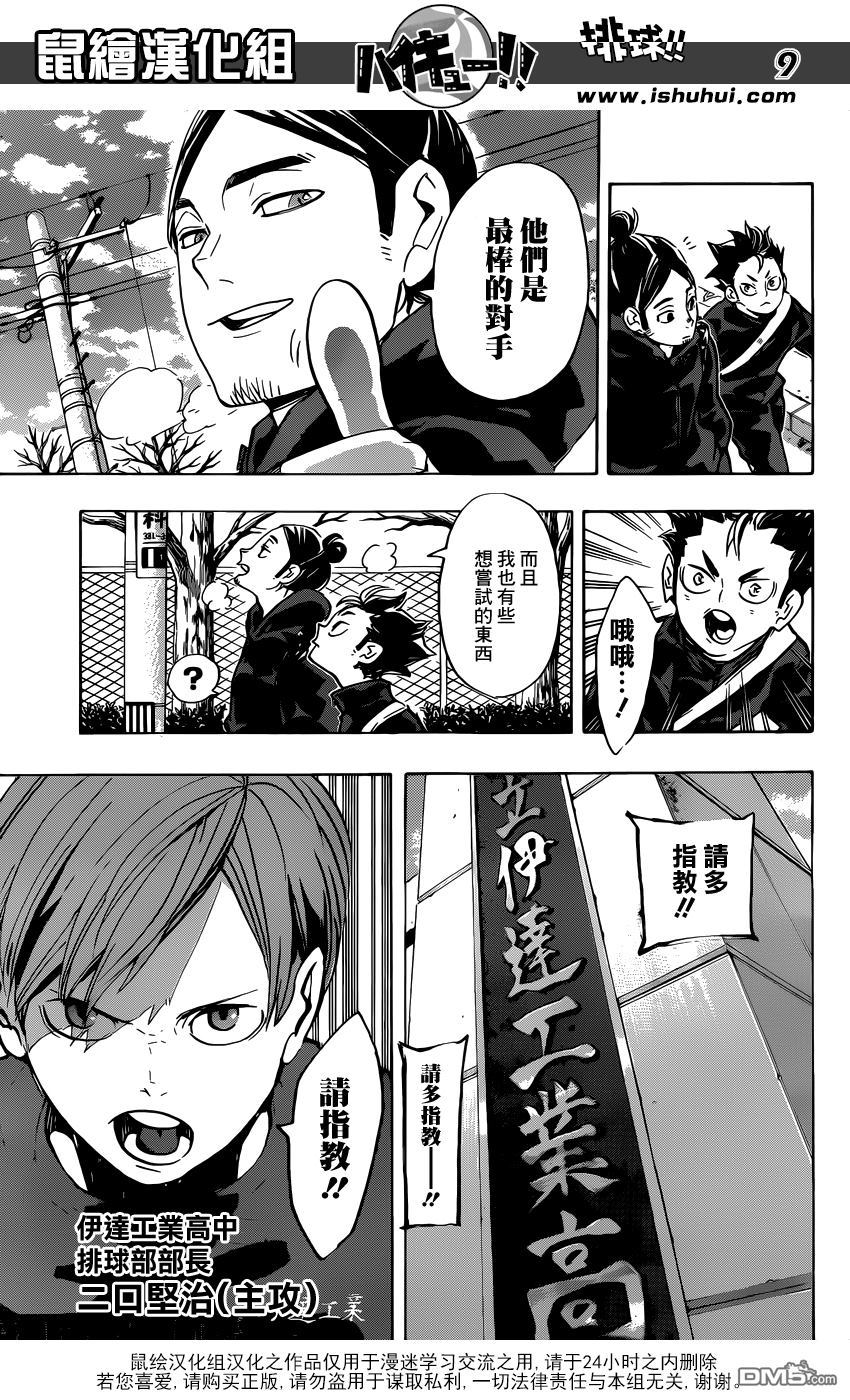 鼠繪漢化組
ハイキュー!!
排球!!
9
www.ishuhui.com
他們是
最棒的對手
哦哦…!
而且
我也有些
想嘗試的東西
?
科
請多
指教!!
立伊達工業高
請多指教——!!
請指教!!
伊達工業高中
排球部部長
二口堅治(主攻)
工業
鼠绘汉化组汉化之作品仅用于漫迷学习交流之用, 请于24小时之内删除
若您喜爱, 请购买正版, 请勿用于谋取私利, 一切法律责任与本组无关, 谢谢。
DM5.com